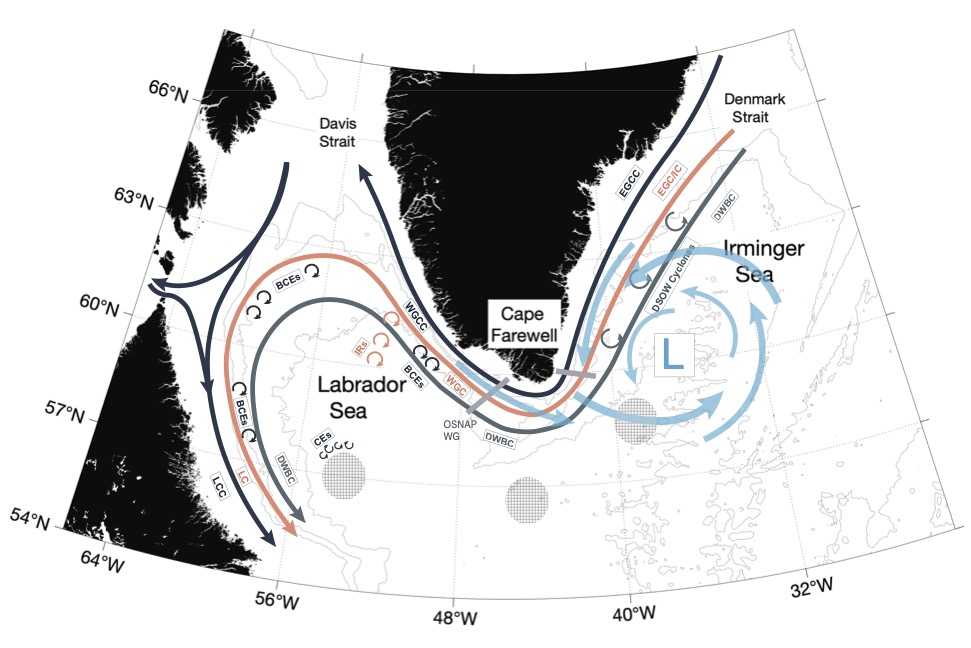 66°N
63°N
60°N
57°N
54°N
64°W
56°W
48°W
40°W
32°W
Davis
Strait
Denmark
Strait
EGCC
EGC/IC
DWBC
Irminger
Sea
DSOW Cyclones
L
Cape
Farewell
BCEs
WGCC
IRs
BCEs
WGC
Labrador
Sea
OSNAP
WG
DWBC
BCEs
CEs
DWBC
LC
LCC